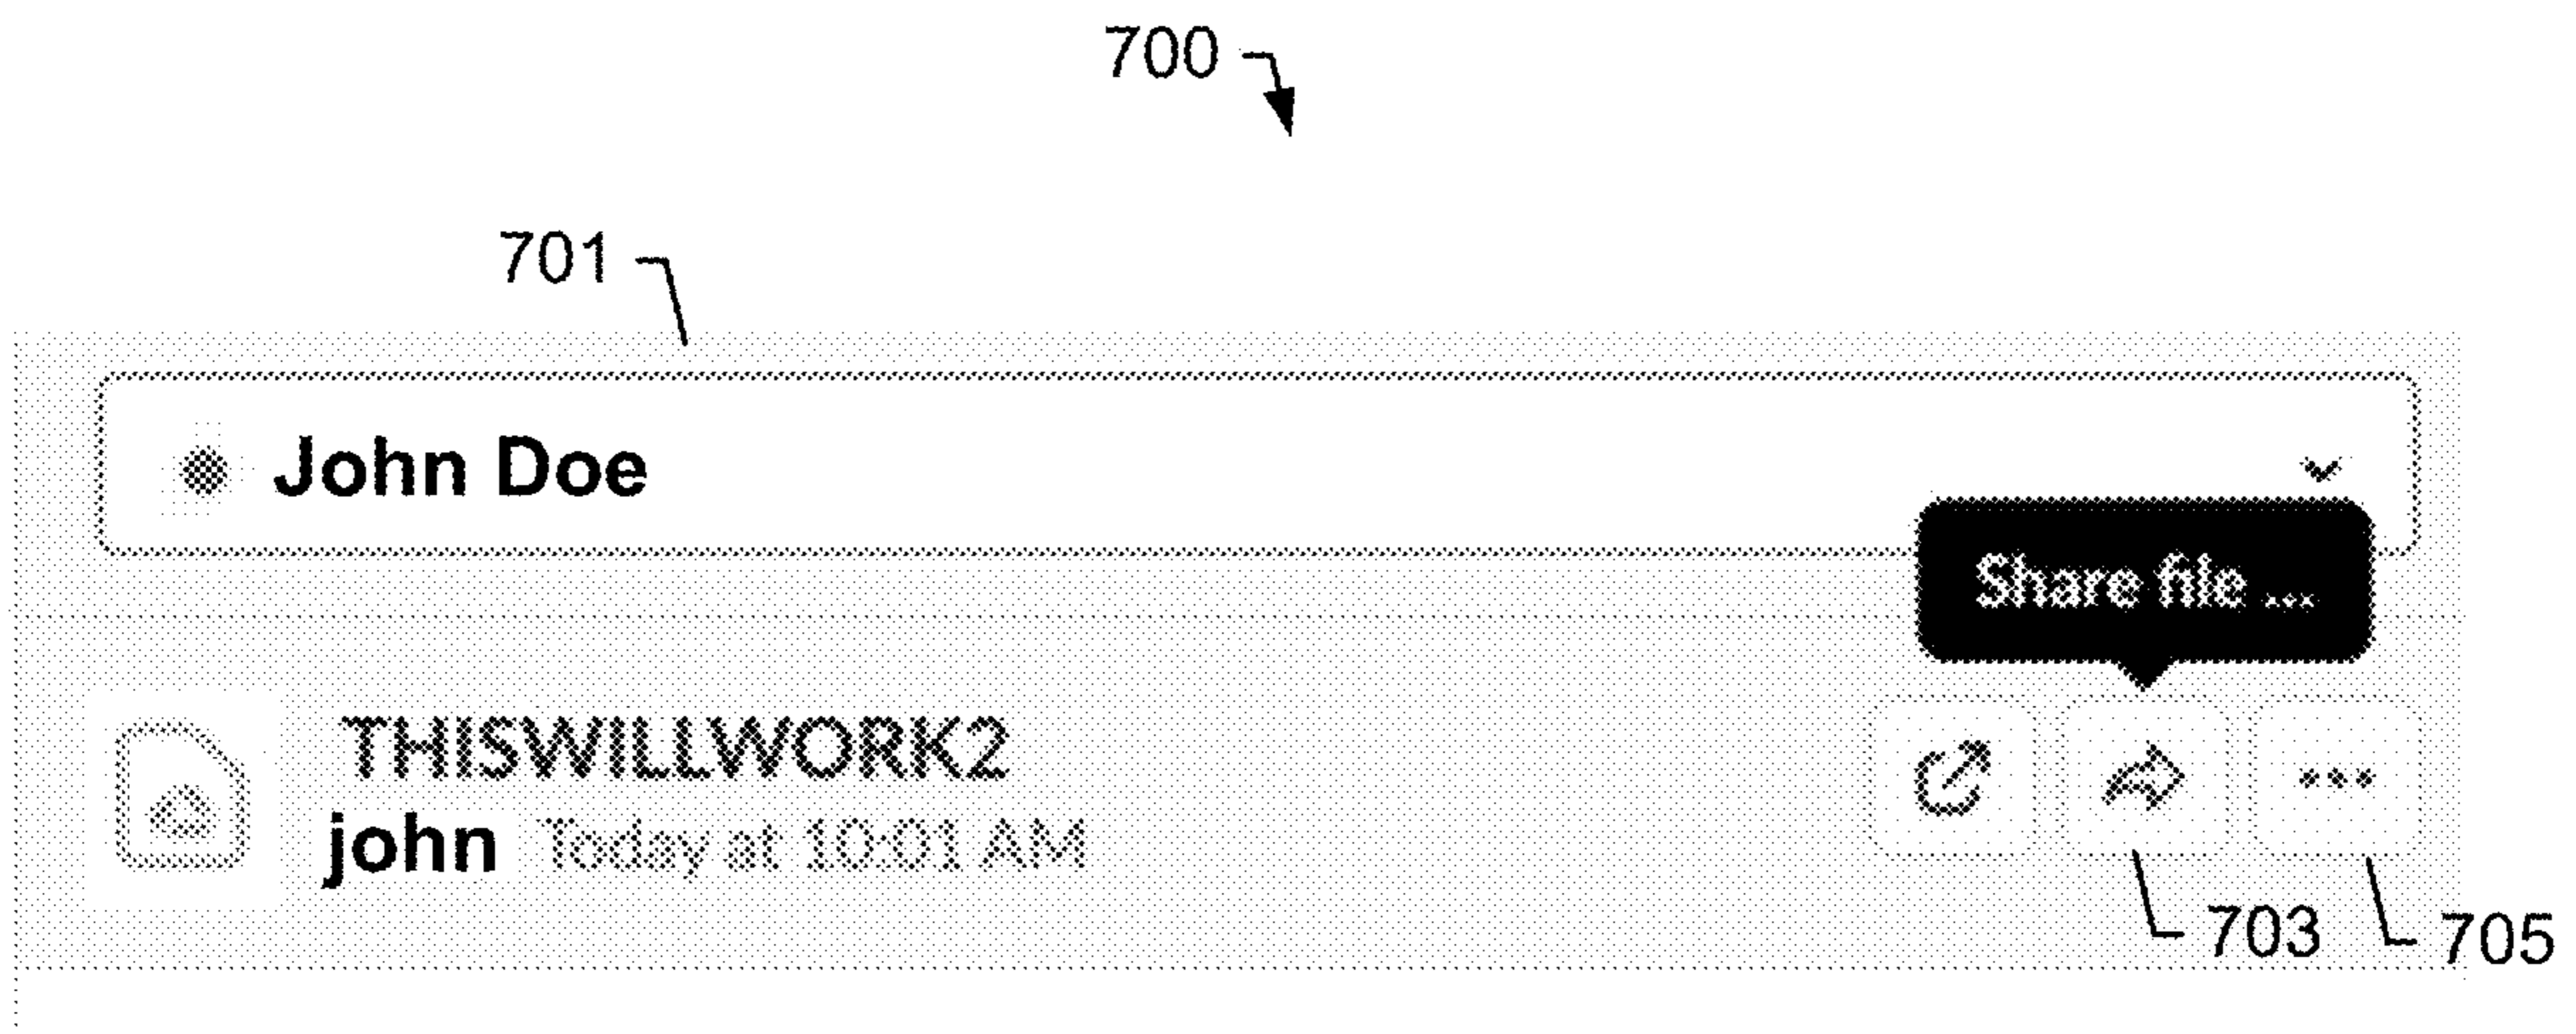 700
701
John Doe
Share file ...
THISWILLWORK2
john Today at 10:01 AM
703
705